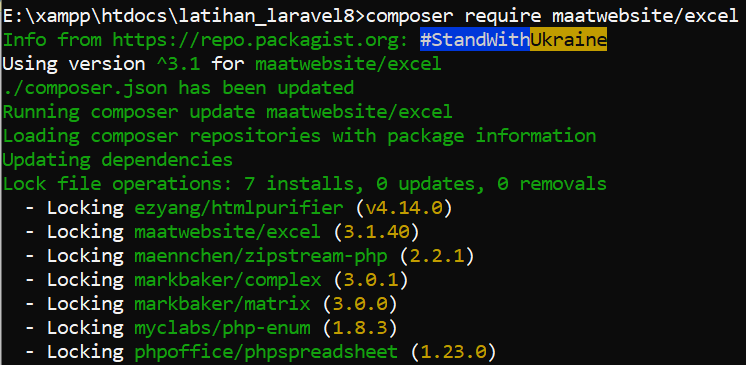 E:\xampp\htdocs\latihan_laravel8>composer require maatwebsite/excel
Info from https://repo.packagist.org: #StandWithUkraine
Using version ^3.1 for maatwebsite/excel
./composer.json has been updated
Running composer update maatwebsite/excel
Loading composer repositories with package information
Updating dependencies
Lock file operations: 7 installs, 0 updates, 0 removals
  - Locking ezyang/htmlpurifier (v4.14.0)
  - Locking maatwebsite/excel (3.1.40)
  - Locking maennchen/zipstream-php (2.2.1)
  - Locking markbaker/complex (3.0.1)
  - Locking markbaker/matrix (3.0.0)
  - Locking myclabs/php-enum (1.8.3)
  - Locking phpoffice/phpspreadsheet (1.23.0)